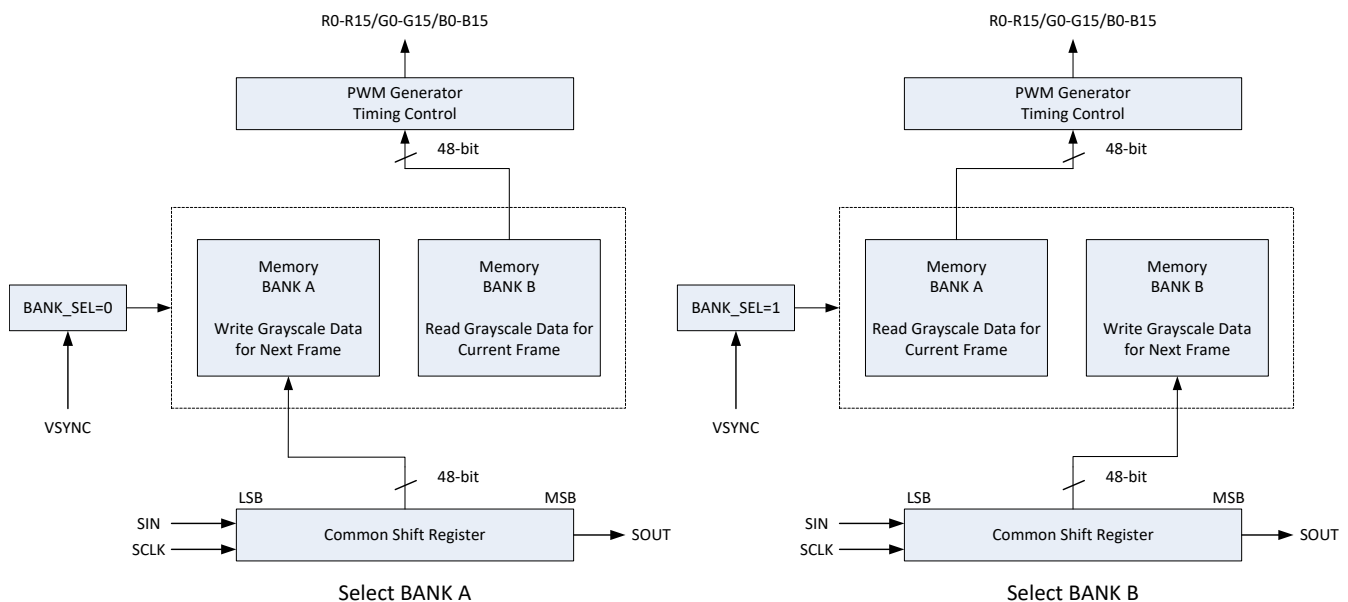 R0-R15/G0-G15/B0-B15
PWM Generator
Timing Control
48-bit
Memory
BANK A
Write Grayscale Data
for Next Frame
Memory
BANK B
Read Grayscale Data for
Current Frame
BANK_SEL=0
VSYNC
48-bit
LSB
MSB
SIN
SCLK
Common Shift Register
SOUT
Select BANK A
R0-R15/G0-G15/B0-B15
PWM Generator
Timing Control
48-bit
Memory
BANK A
Read Grayscale Data for
Current Frame
Memory
BANK B
Write Grayscale Data
for Next Frame
BANK_SEL=1
VSYNC
48-bit
LSB
MSB
SIN
SCLK
Common Shift Register
SOUT
Select BANK B